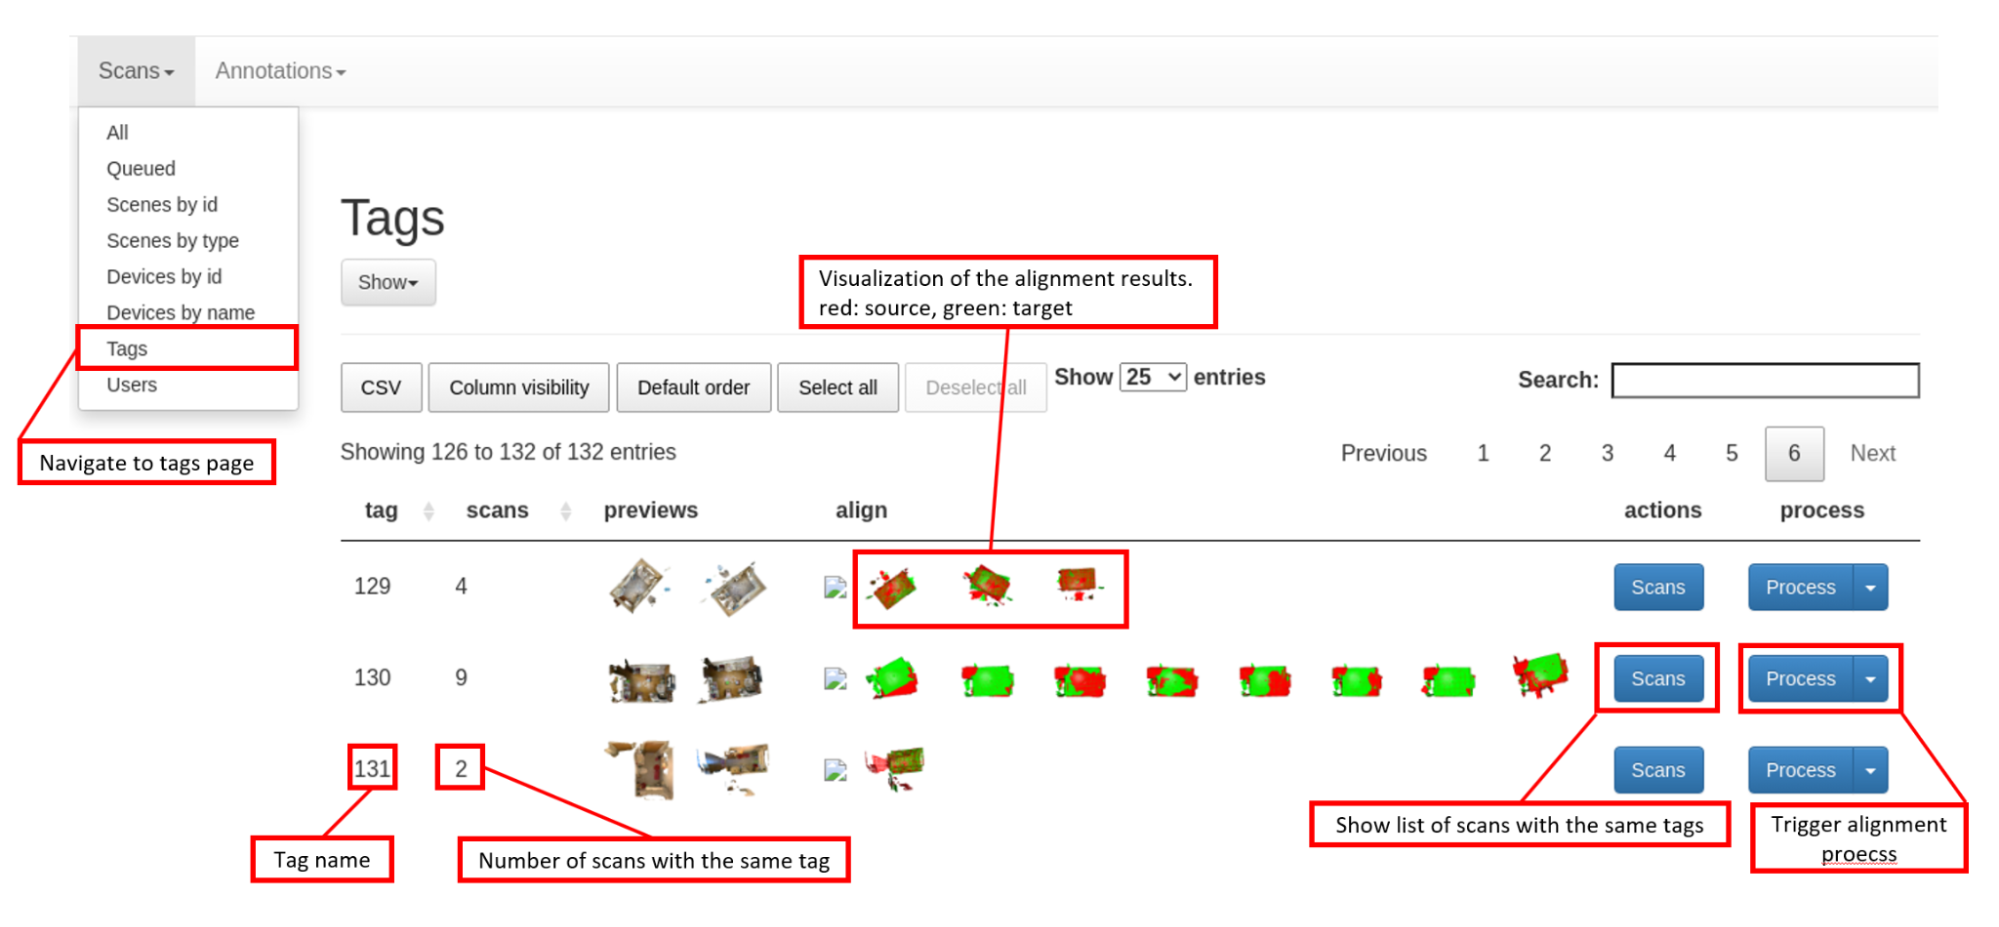 Scans Annotations
All
Queued
Scenes by id
Scenes by type
Devices by id
Devices by name
Tags
Users
Navigate to tags page
Tags
Show
Visualization of the alignment results.
red: source, green: target
CSV Column visibility Default order Select all Deselect all Show 25 entries Search:
Showing 126 to 132 of 132 entries Previous 1 2 3 4 5 6 Next
tag scans previews align actions process
129 4 Scans Process
130 9 Scans Process
131 2 Scans Process
Tag name
Number of scans with the same tag
Show list of scans with the same tags
Trigger alignment
proecss